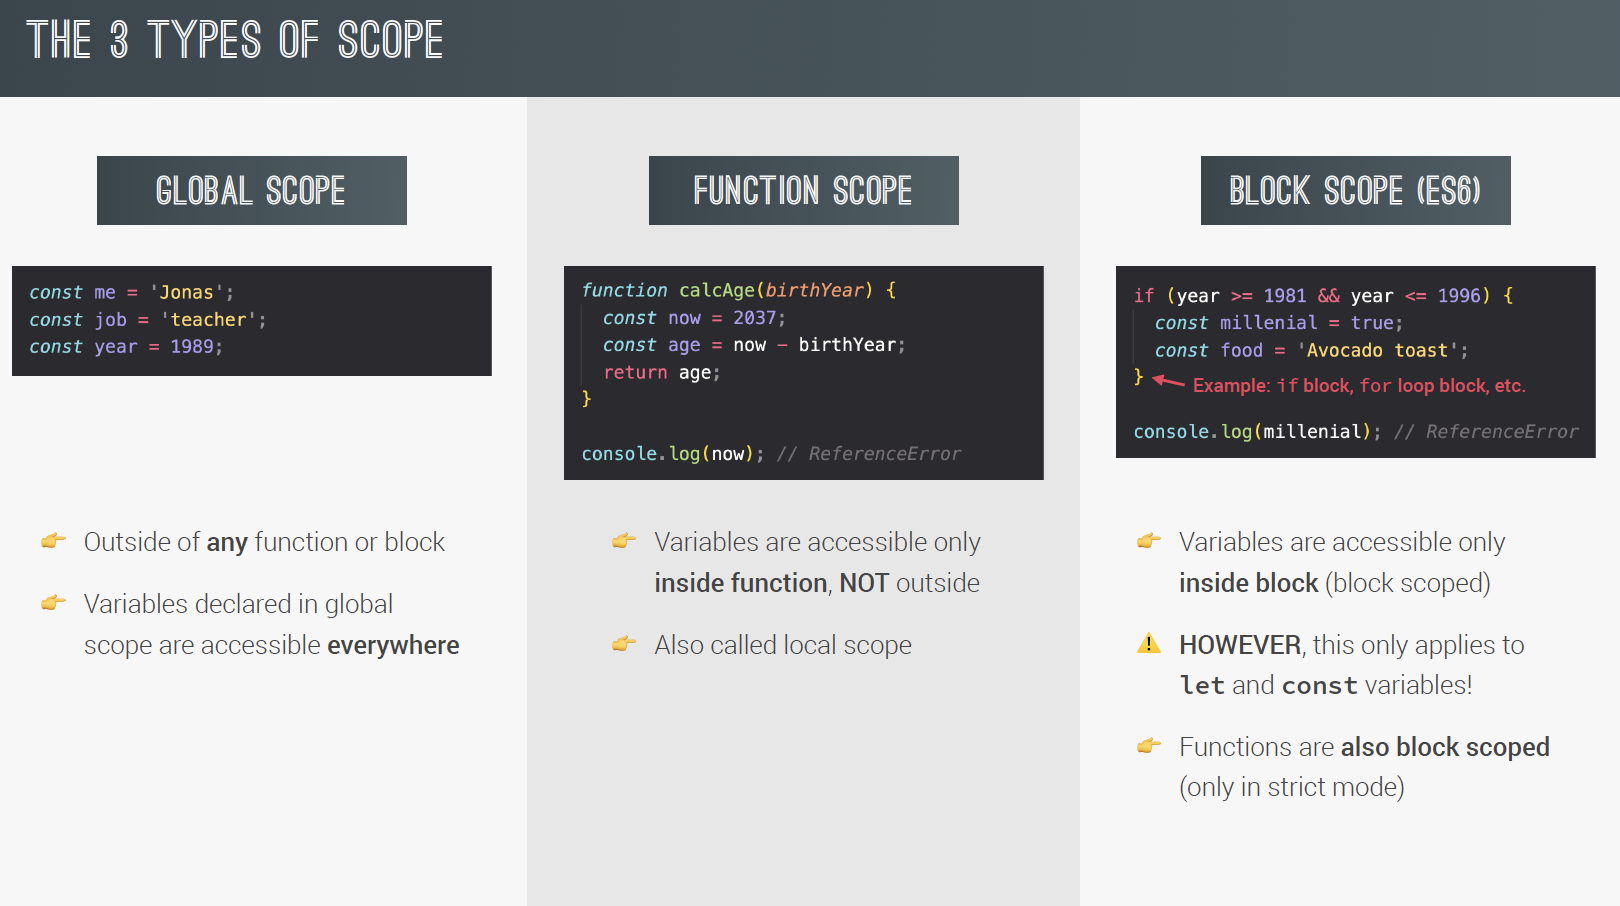 THE 3 TYPES OF SCOPE
GLOBAL SCOPE
const me = 'Jonas';
const job = 'teacher';
const year = 1989;
Outside of any function or block
Variables declared in global
scope are accessible everywhere
FUNCTION SCOPE
function calcAge(birthYear) {
const now = 2037;
const age = now - birthYear;
return age;
}
console.log(now); // ReferenceError
Variables are accessible only
inside function, NOT outside
Also called local scope
BLOCK SCOPE (ES6)
if (year >= 1981 && year <= 1996) {
const millenial = true;
const food = 'Avocado toast';
}
Example: if block, for loop block, etc.
console.log(millenial); // ReferenceError
Variables are accessible only
inside block (block scoped)
HOWEVER, this only applies to
let and const variables!
Functions are also block scoped
(only in strict mode)